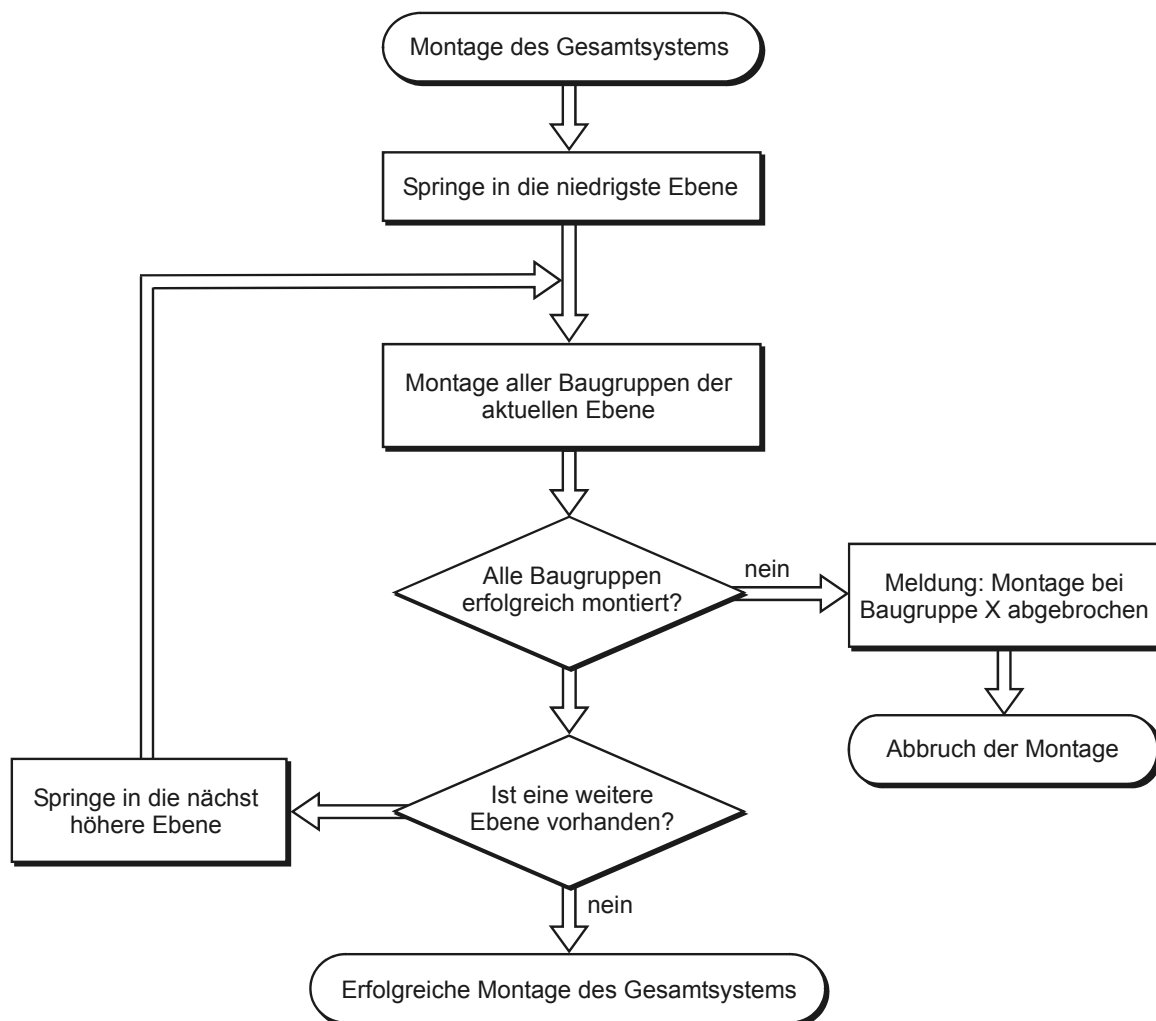 Montage des Gesamtsystems
Springe in die niedrigste Ebene
Montage aller Baugruppen der
aktuellen Ebene
Alle Baugruppen
erfolgreich montiert?
nein
Meldung: Montage bei
Baugruppe X abgebrochen
Abbruch der Montage
Ist eine weitere
Ebene vorhanden?
Springe in die nächst
höhere Ebene
nein
Erfolgreiche Montage des Gesamtsystems